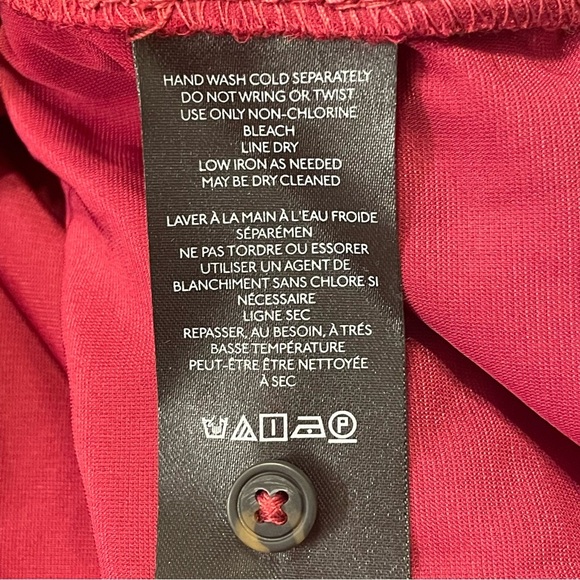 HAND WASH COLD SEPARATELY
DO NOT WRING OR TWIST
USE ONLY NON-CHLORINE
BLEACH
LINE DRY
LOW IRON AS NEEDED
MAY BE DRY CLEANED
LAVER À LA MAIN À L'EAU FROIDE
SÉPARÉMEN
NE PAS TORDRE OU ESSORER
UTILISER UN AGENT DE
BLANCHIMENT SANS CHLORE SI
NÉCESSAIRE
LIGNE SEC
REPASSER, AU BESOIN, À TRÉS
BASSE TEMPÉRATURE
PEUT-ÊTRE ÊTRE NETTOYÉE
À SEC
P